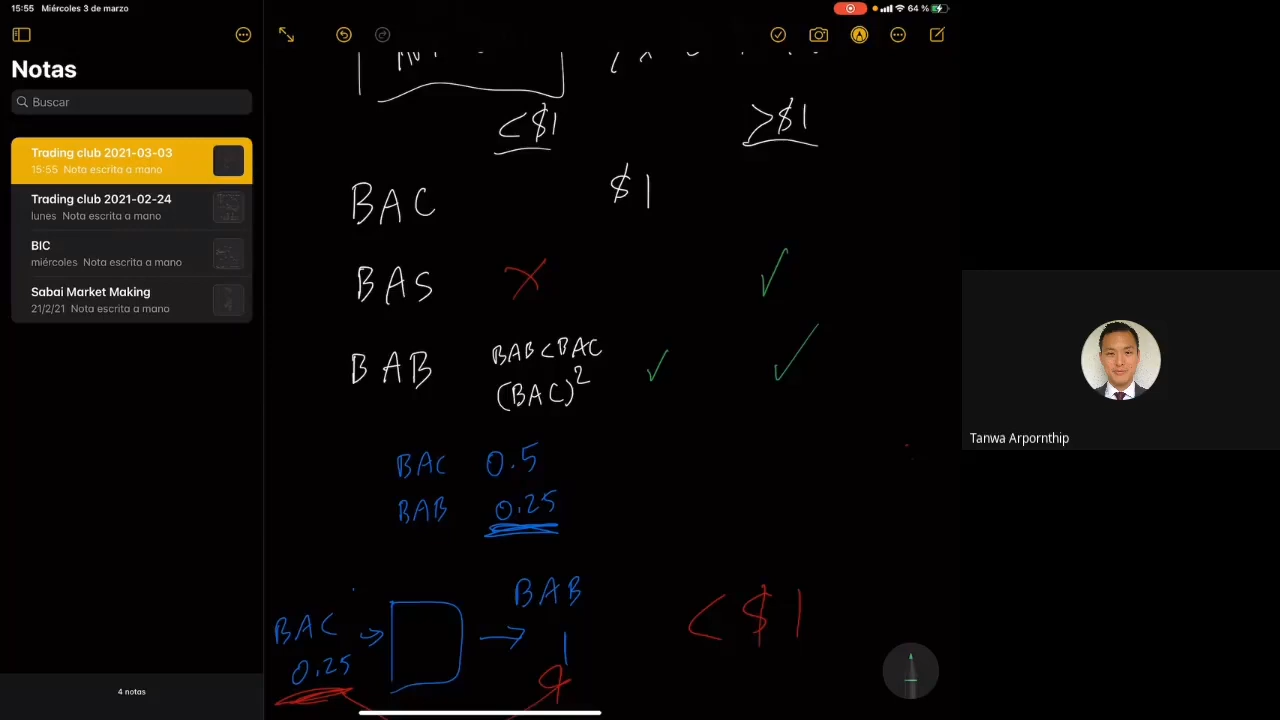 15:55 Miércoles 3 de marzo
64 %
Notas
Buscar
Trading club 2021-03-03
15:55 Nota escrita a mano
Trading club 2021-02-24
lunes Nota escrita a mano
BIC
miércoles Nota escrita a mano
Sabai Market Making
21/2/21 Nota escrita a mano
4 notas
<$1 >$1
BAC $1
BAS
BAB BAB<BAC
(BAC)²
BAC 0.5
BAB 0.25
BAB
BAC 1 <$1
0.25
Tanwa Arpornthip